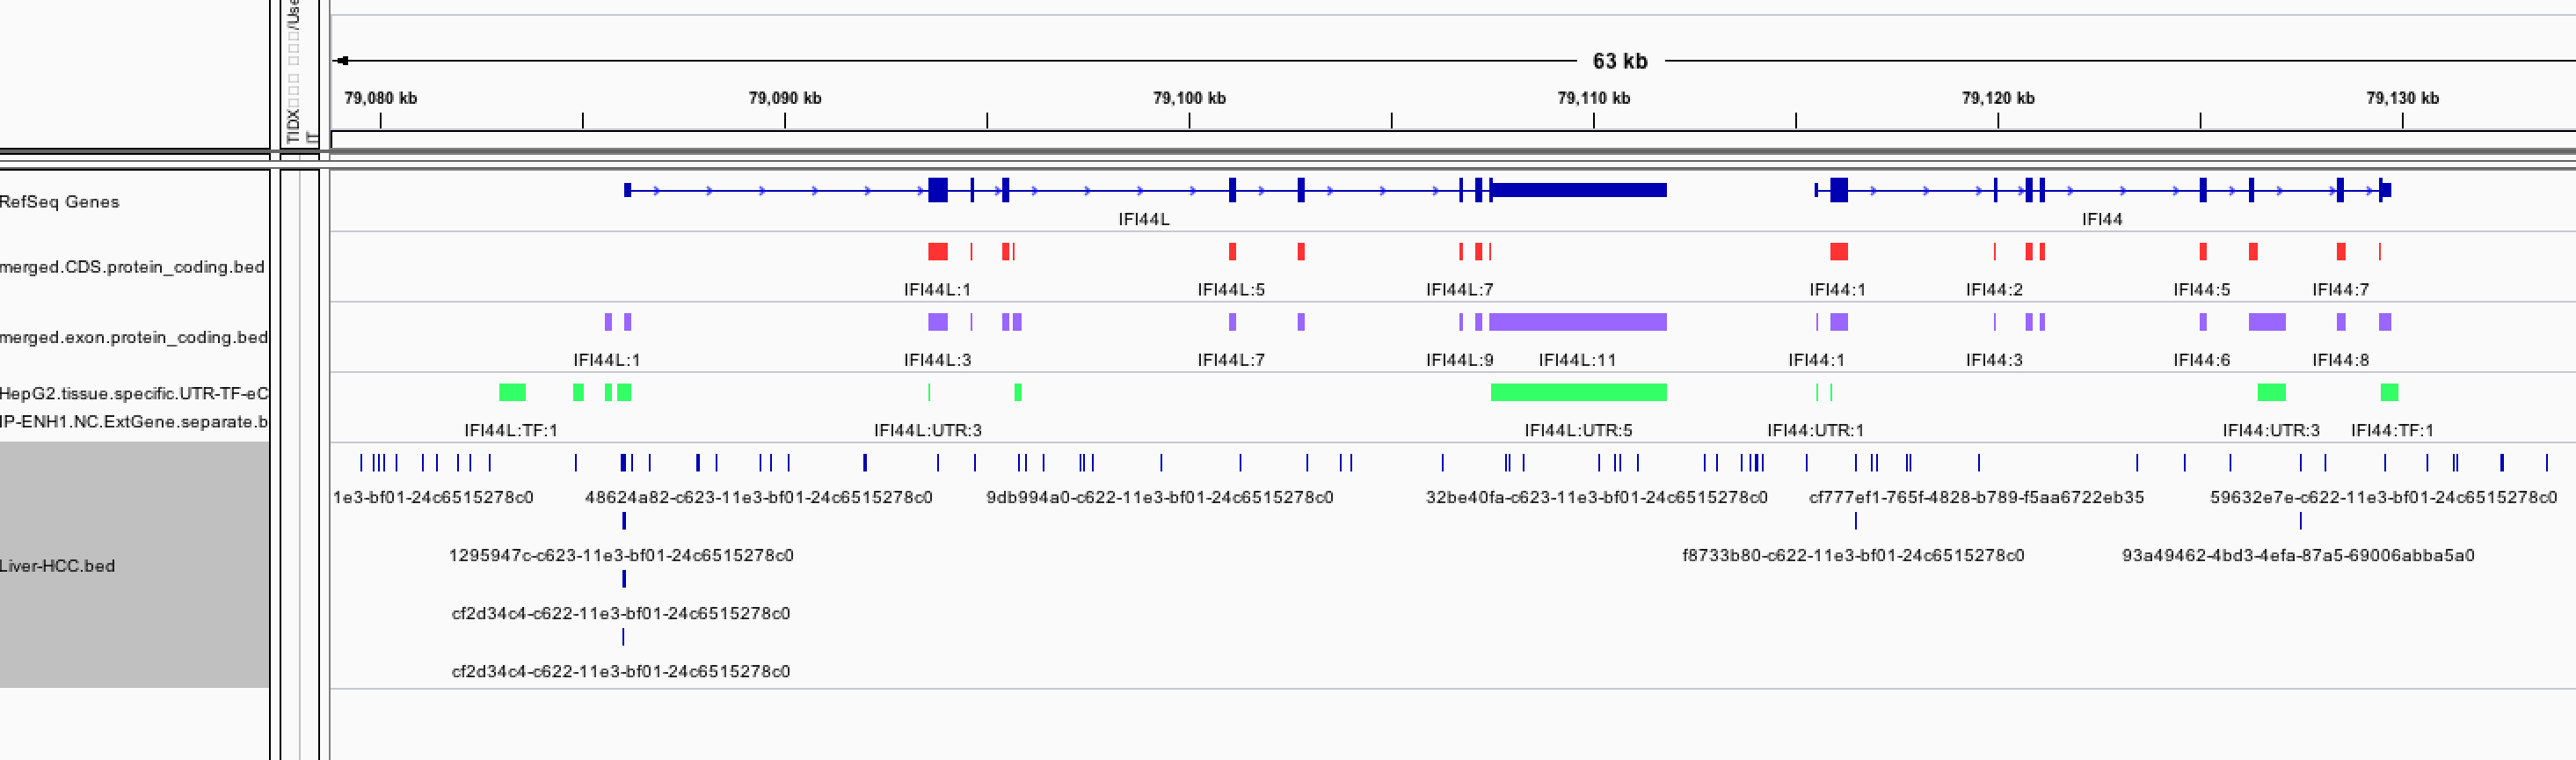 /Use
TIDX
63 kb
79,080 kb 79,090 kb 79,100 kb 79,110 kb 79,120 kb 79,130 kb
RefSeq Genes
IFI44L IFI44
merged.CDS.protein_coding.bed
IFI44L:1 IFI44L:5 IFI44L:7 IFI44:1 IFI44:2 IFI44:5 IFI44:7
merged.exon.protein_coding.bed
IFI44L:1 IFI44L:3 IFI44L:7 IFI44L:9 IFI44L:11 IFI44:1 IFI44:3 IFI44:6 IFI44:8
HepG2.tissue.specific.UTR-TF-eC
IP-ENH1.NC.ExtGene.separate.b
IFI44L:TF:1 IFI44L:UTR:3 IFI44L:UTR:5 IFI44:UTR:1 IFI44:UTR:3 IFI44:TF:1
1e3-bf01-24c6515278c0 48624a82-c623-11e3-bf01-24c6515278c0 9db994a0-c622-11e3-bf01-24c6515278c0 32be40fa-c623-11e3-bf01-24c6515278c0 cf777ef1-765f-4828-b789-f5aa6722eb35 59632e7e-c622-11e3-bf01-24c6515278c0
1295947c-c623-11e3-bf01-24c6515278c0 f8733b80-c622-11e3-bf01-24c6515278c0 93a49462-4bd3-4efa-87a5-69006abba5a0
Liver-HCC.bed
cf2d34c4-c622-11e3-bf01-24c6515278c0
cf2d34c4-c622-11e3-bf01-24c6515278c0